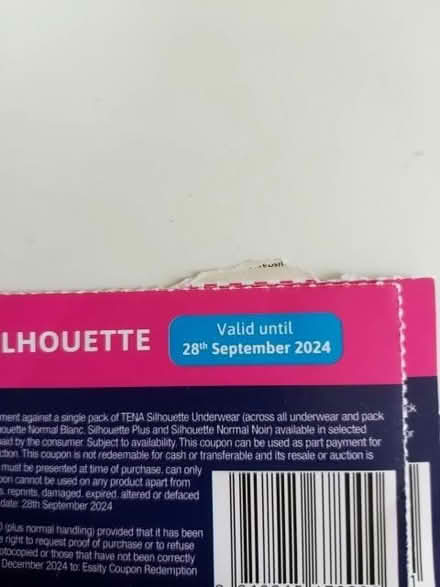 LHOUETTE
Valid until
28th September 2024
ment against a single pack of TENA Silhouette Underwear (across all underwear and pack
ouette Normal Blanc, Silhouette Plus and Silhouette Normal Noir) available in selected
paid by the consumer. Subject to availability. This coupon can be used as part payment for
ction. This coupon is not redeemable for cash or transferable and its resale or auction is
must be presented at time of purchase, can only
pon cannot be used on any product apart from
s, reprints, damaged, expired, altered or defaced
date: 28th September 2024
0 (plus normal handling) provided that it has been
e right to request proof of purchase or to refuse
otocopied or those that have not been correctly
December 2024 to: Essity Coupon Redemption